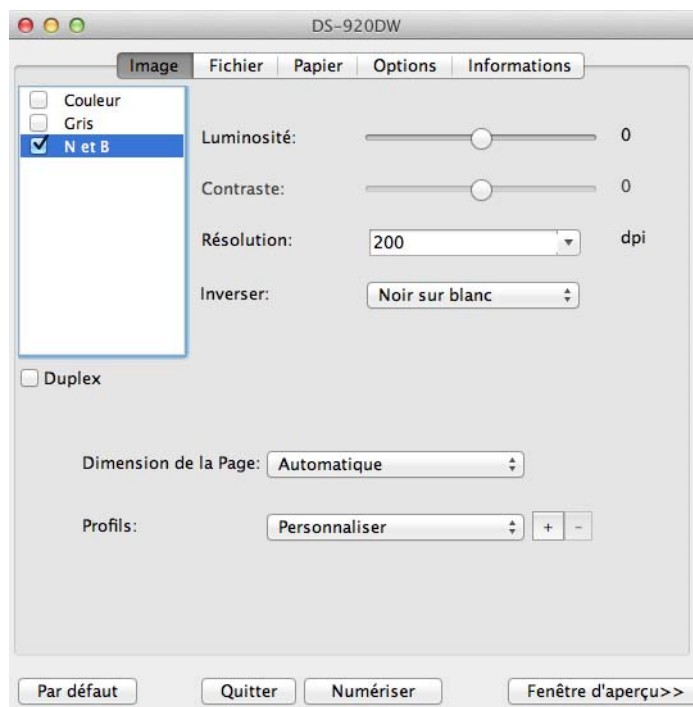 DS-920DW
Image Fichier Papier Options Informations
Couleur
Gris
N et B
Luminosité: 0
Contraste: 0
Résolution: 200 dpi
Inverser: Noir sur blanc
Duplex
Dimension de la Page: Automatique
Profils: Personnaliser + -
Par défaut Quitter Numériser Fenêtre d'aperçu>>